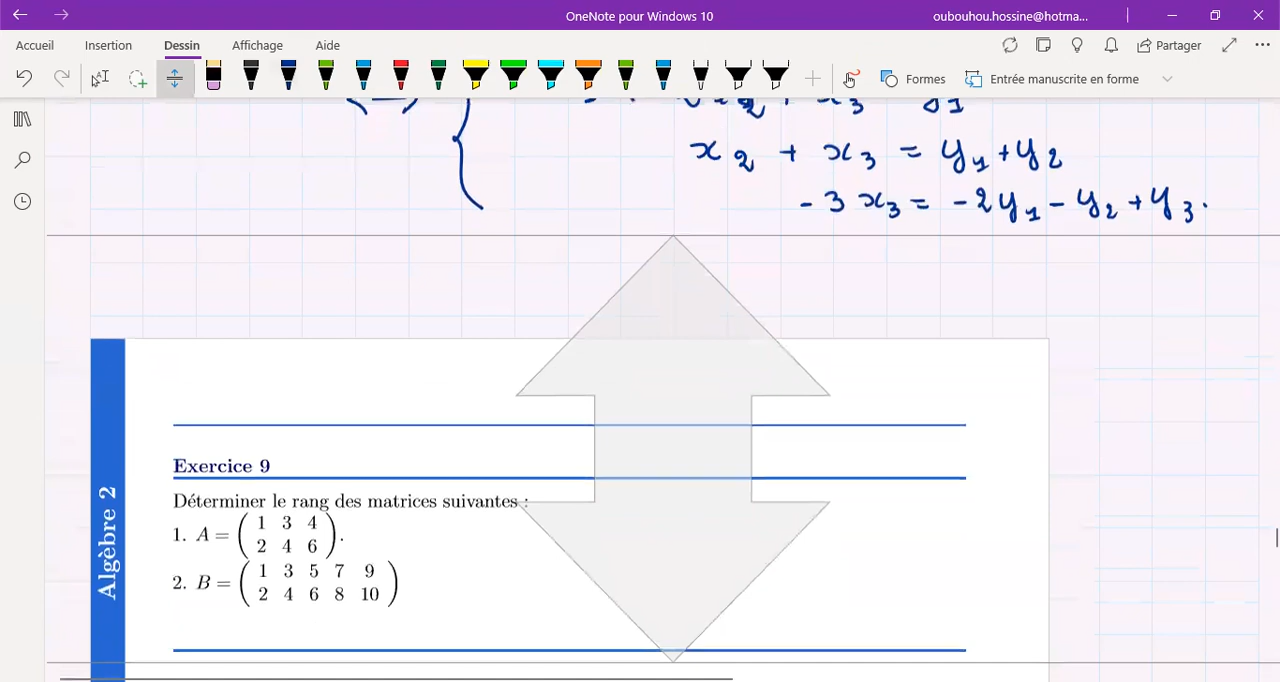 OneNote pour Windows 10
oubouhou.hossine@hotma...
Accueil Insertion Dessin Affichage Aide
Partager
Formes
Entrée manuscrite en forme
x₂ + x₃ = y₁ + y₂
- 3 x₃ = - 2 y₁ - y₂ + y₃.
Algèbre 2
Exercice 9
Déterminer le rang des matrices suivantes :
1. A = ( 1 3 4
2 4 6 ).
2. B = ( 1 3 5 7 9
2 4 6 8 10 )